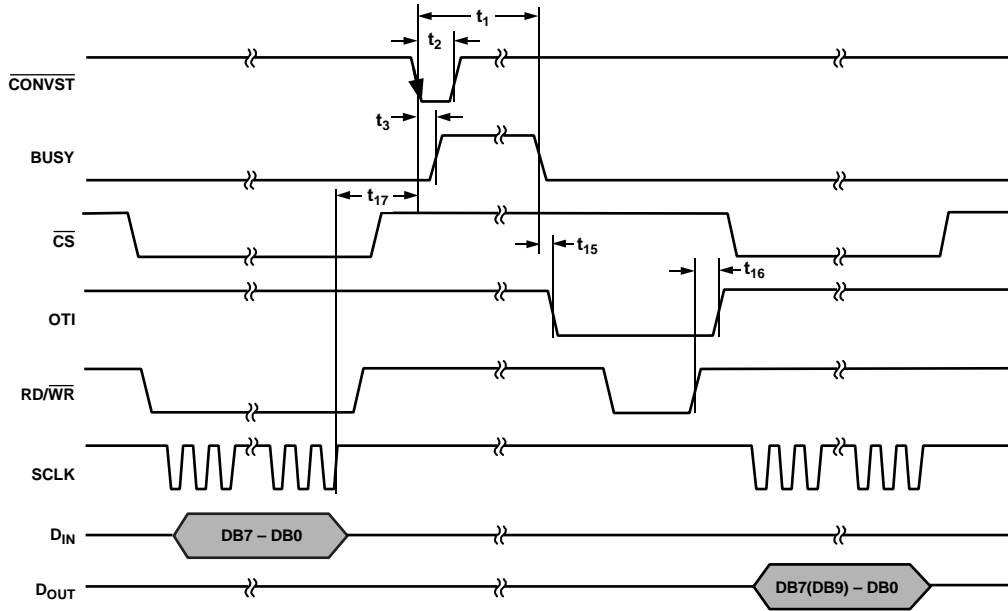 t1
t2
CONVST
t3
BUSY
t17
CS
t15
t16
OTI
RD/WR
SCLK
DIN
DB7 – DB0
DOUT
DB7(DB9) – DB0